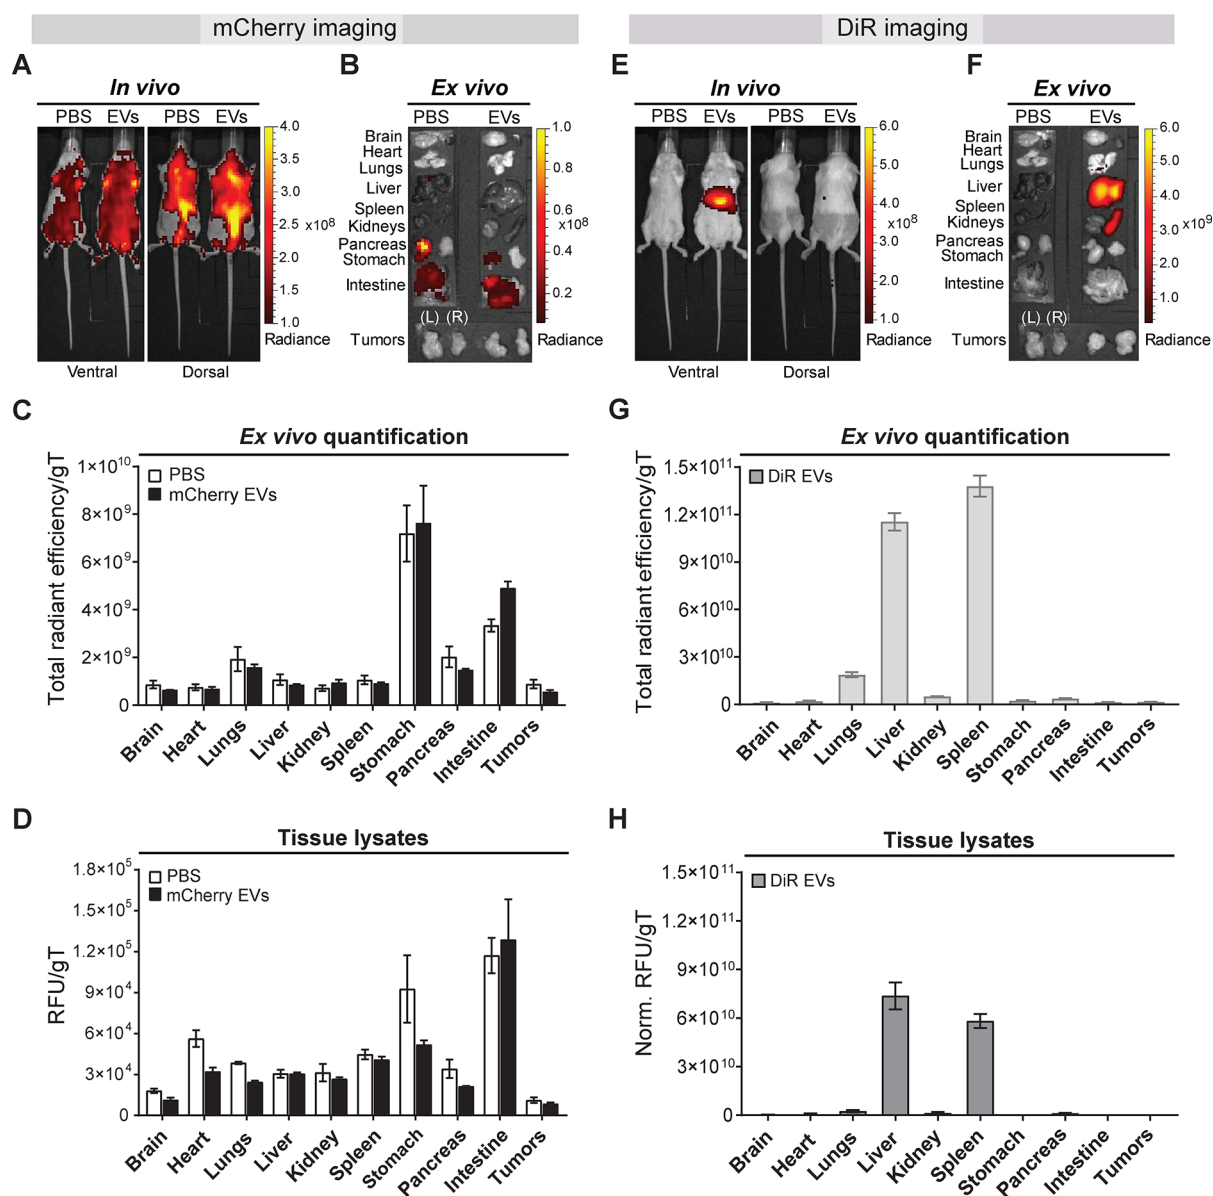 mCherry imaging
DiR imaging
A
In vivo
PBS EVs PBS EVs
4.0
3.5
3.0
2.5 x10⁸
2.0
1.5
1.0
Radiance
Ventral Dorsal
B
Ex vivo
PBS EVs
Brain
Heart
Lungs
Liver
Spleen
Kidneys
Pancreas
Stomach
Intestine
(L) (R)
Tumors
1.0
0.8
0.6
x10⁸
0.4
0.2
Radiance
E
In vivo
PBS EVs PBS EVs
6.0
5.0
4.0
x10⁸
3.0
2.0
1.0
Radiance
Ventral Dorsal
F
Ex vivo
PBS EVs
Brain
Heart
Lungs
Liver
Spleen
Kidneys
Pancreas
Stomach
Intestine
(L) (R)
Tumors
6.0
5.0
4.0
3.0 x10⁹
2.0
1.0
Radiance
C
Ex vivo quantification
Total radiant efficiency/gT
1×10¹⁰
8×10⁹
6×10⁹
4×10⁹
2×10⁹
0
PBS
mCherry EVs
Brain Heart Lungs Liver Kidney Spleen Stomach Pancreas Intestine Tumors
G
Ex vivo quantification
Total radiant efficiency/gT
1.5×10¹¹
1.2×10¹¹
9×10¹⁰
6×10¹⁰
3×10¹⁰
0
DiR EVs
Brain Heart Lungs Liver Kidney Spleen Stomach Pancreas Intestine Tumors
D
Tissue lysates
RFU/gT
1.8×10⁵
1.5×10⁵
1.2×10⁵
9×10⁴
6×10⁴
3×10⁴
0
PBS
mCherry EVs
Brain Heart Lungs Liver Kidney Spleen Stomach Pancreas Intestine Tumors
H
Tissue lysates
Norm. RFU/gT
1.5×10¹¹
1.2×10¹¹
9×10¹⁰
6×10¹⁰
3×10¹⁰
0
DiR EVs
Brain Heart Lungs Liver Kidney Spleen Stomach Pancreas Intestine Tumors